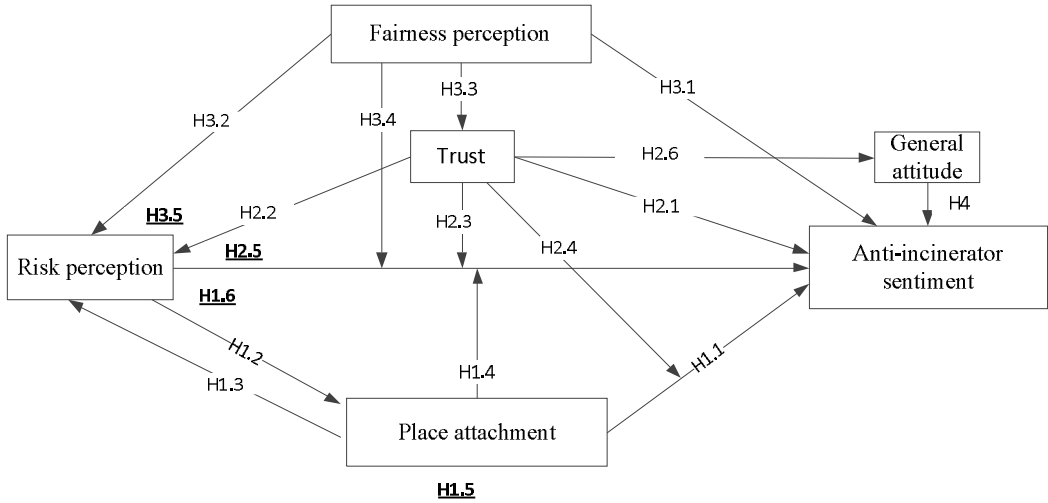 Fairness perception
H3.1
H3.3
H3.4
H3.2
Trust
H2.6
General
attitude
H2.1
H4
H3.5
H2.2
H2.3
H2.4
H2.5
Risk perception
Anti-incinerator
sentiment
H1.6
H1.2
H1.3
H1.4
H1.1
Place attachment
H1.5